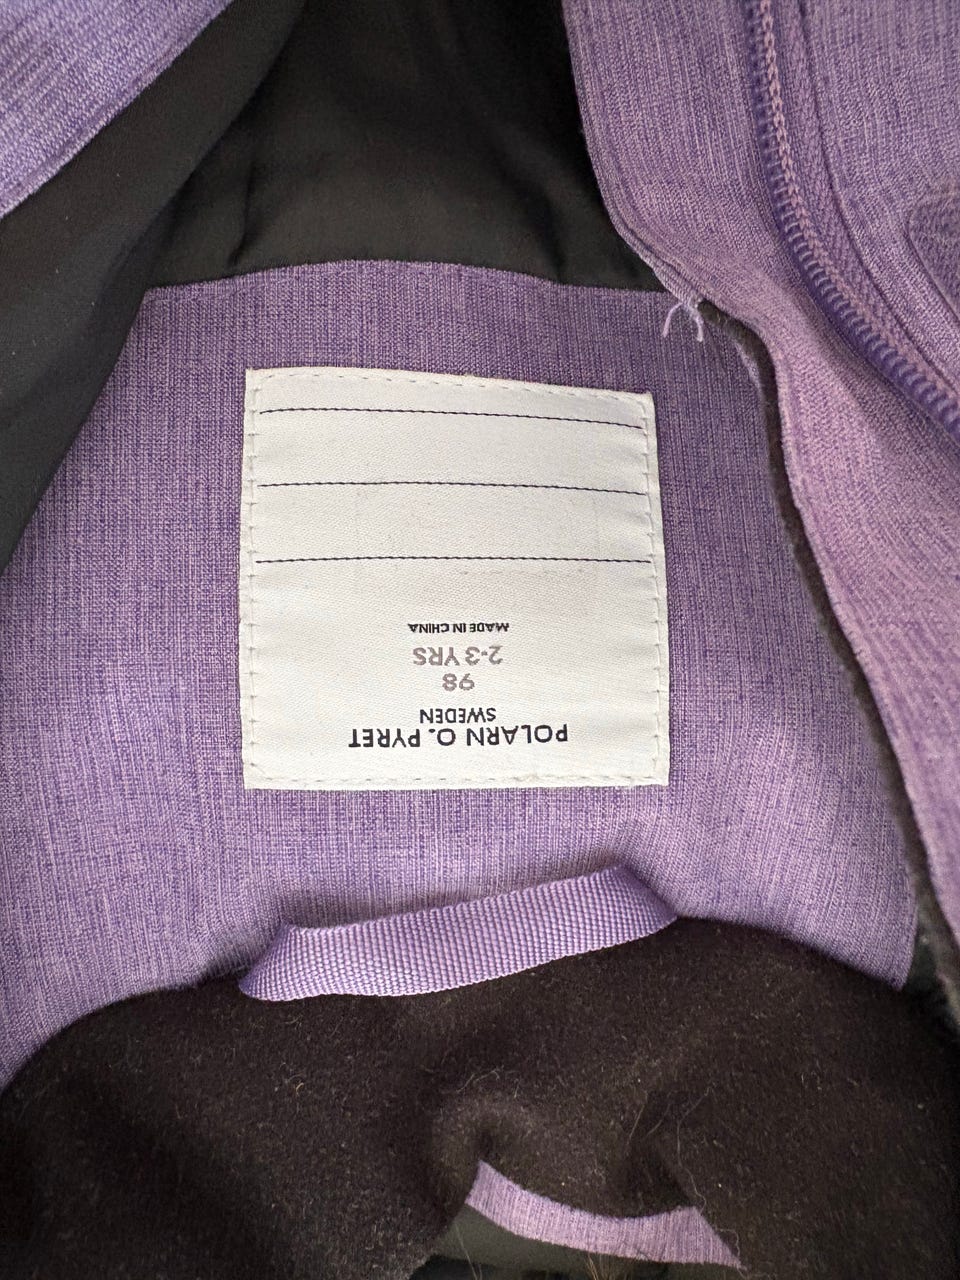 POLARN O. PYRET
SWEDEN
98
2-3 YRS
MADE IN CHINA